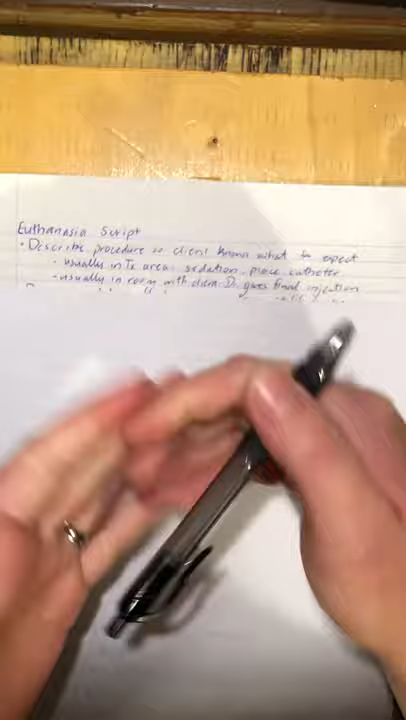 Euthanasia Script
• Describe procedure so client knows what to expect
- usually in Tx area: sedation, place catheter
- usually in room with client: Dr. gives final injection